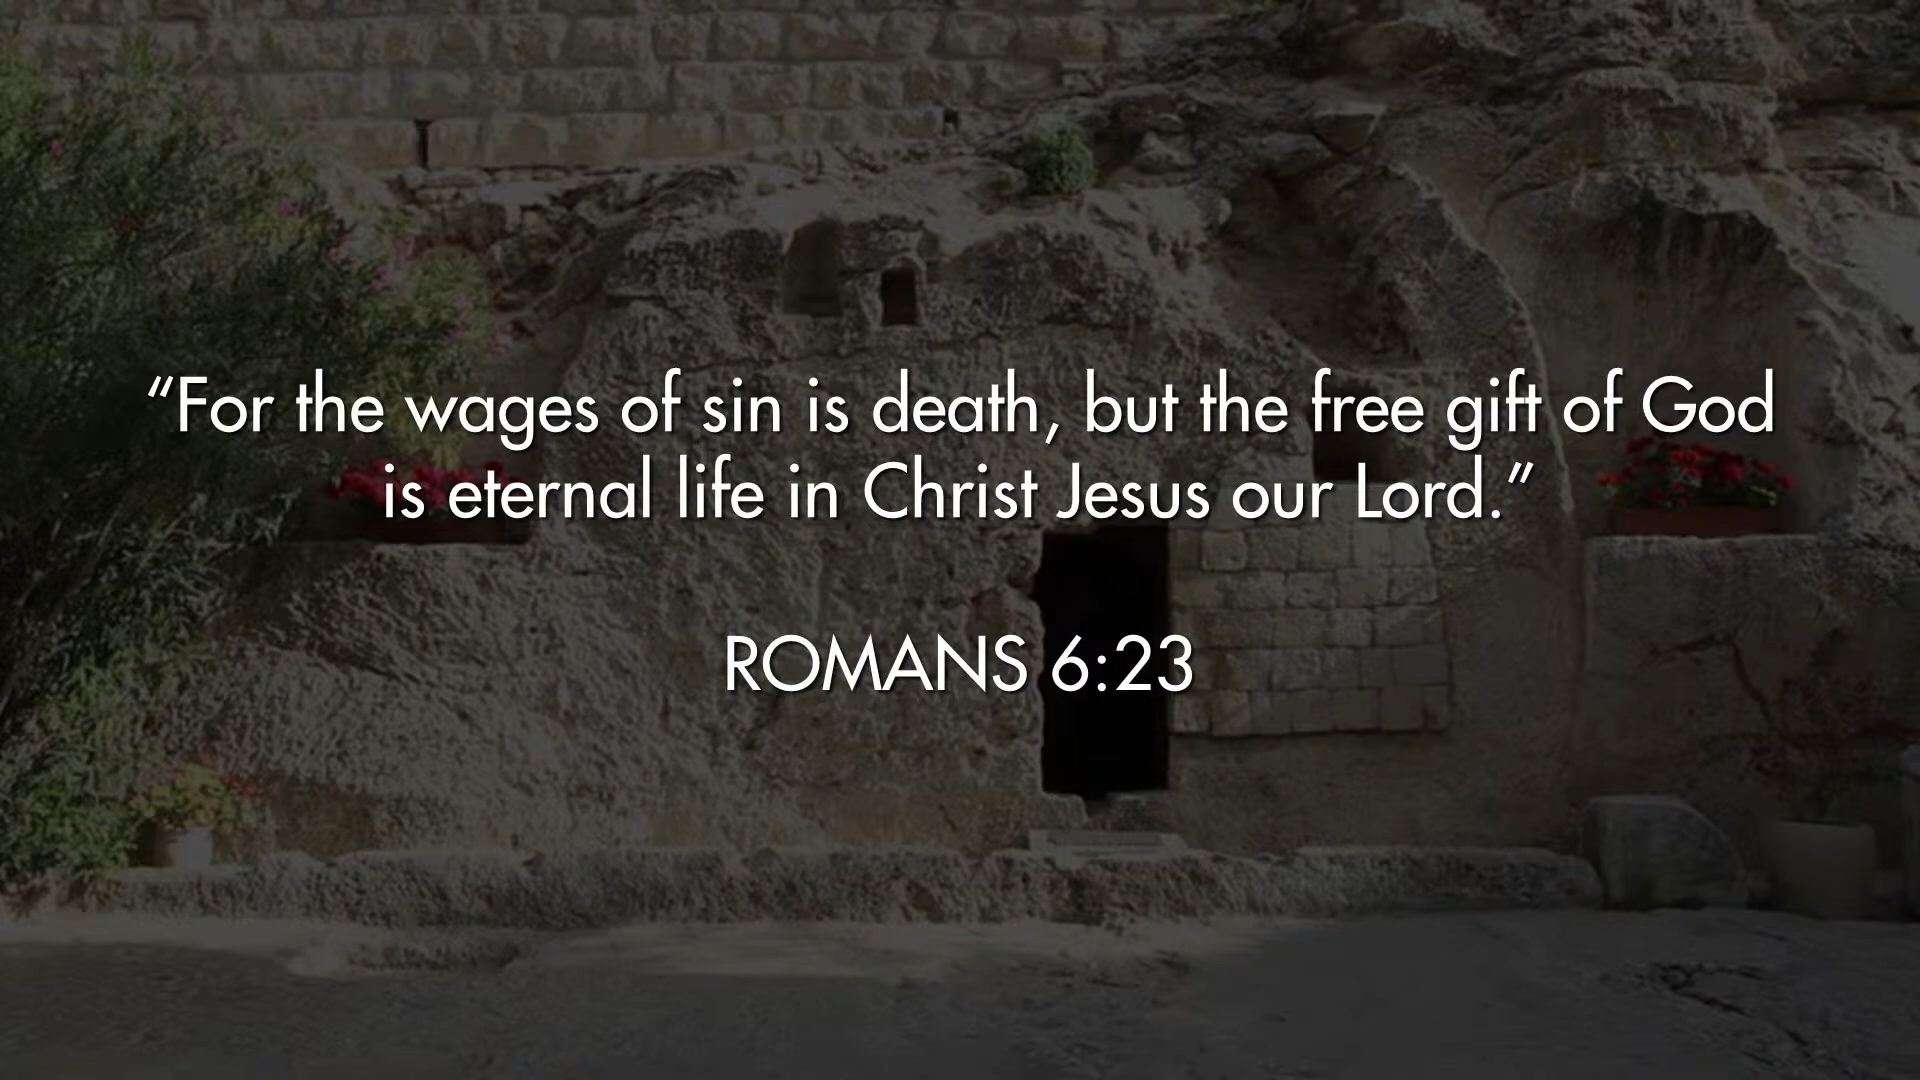 “For the wages of sin is death, but the free gift of God
is eternal life in Christ Jesus our Lord.”
ROMANS 6:23